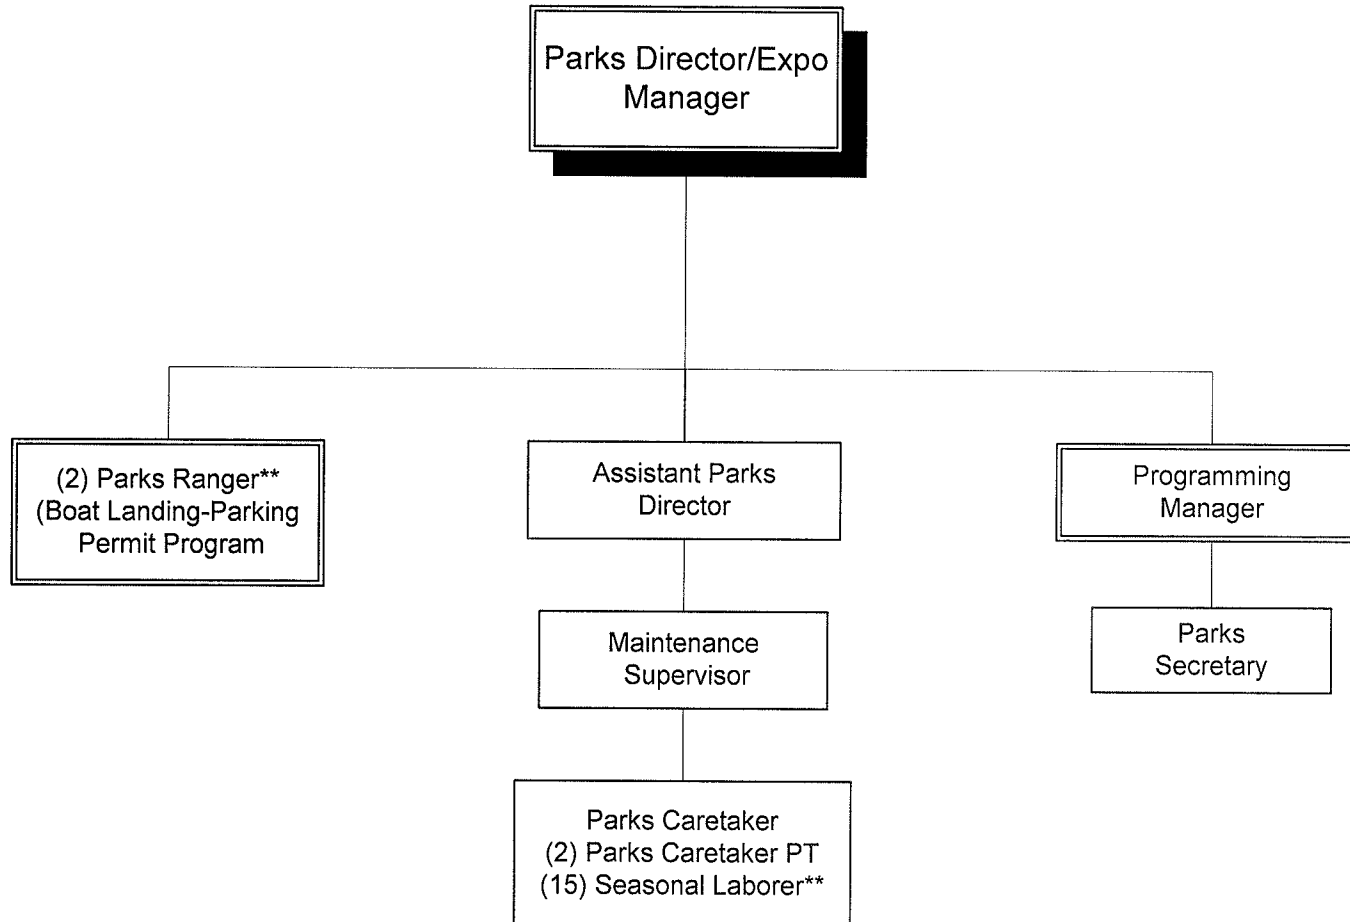 Parks Director/Expo
Manager
(2) Parks Ranger**
(Boat Landing-Parking
Permit Program
Assistant Parks
Director
Programming
Manager
Maintenance
Supervisor
Parks
Secretary
Parks Caretaker
(2) Parks Caretaker PT
(15) Seasonal Laborer**